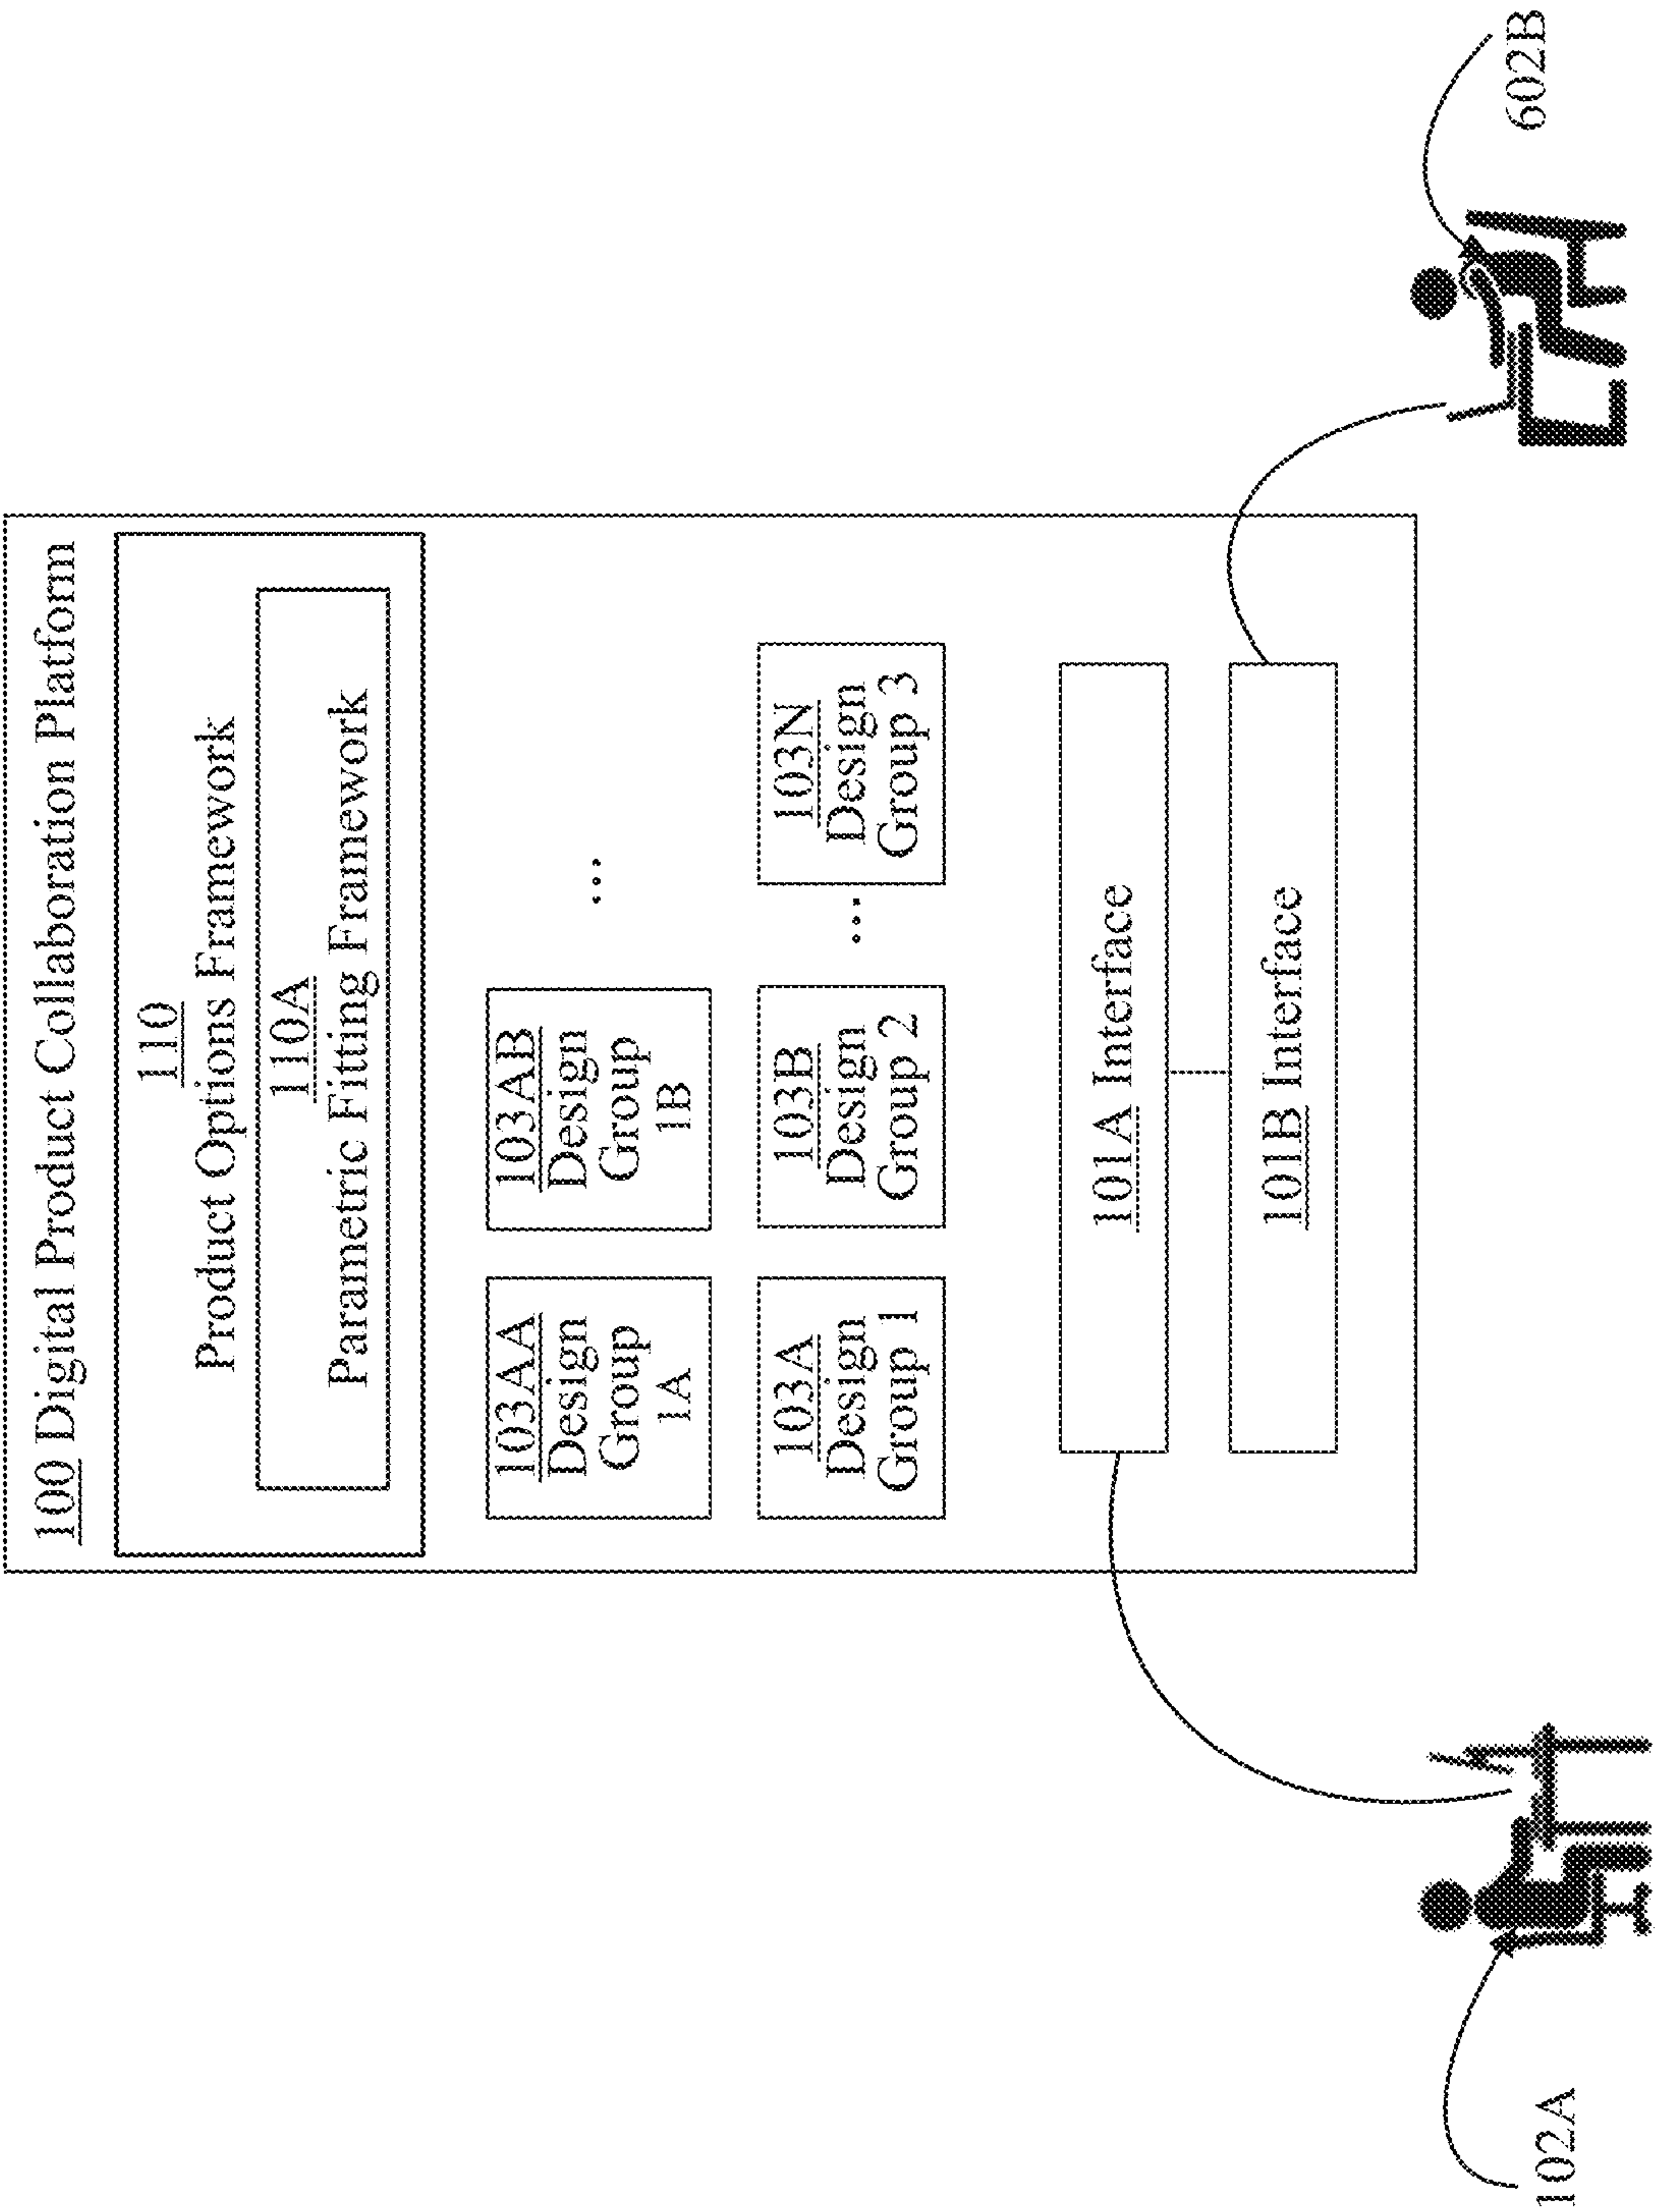 100 Digital Product Collaboration Platform
110
Product Options Framework
110A
Parametric Fitting Framework
103AA
Design
Group
1A
103AB
Design
Group
1B
...
103A
Design
Group 1
103B
Design
Group 2
...
103N
Design
Group 3
101A Interface
101B Interface
102A
602B